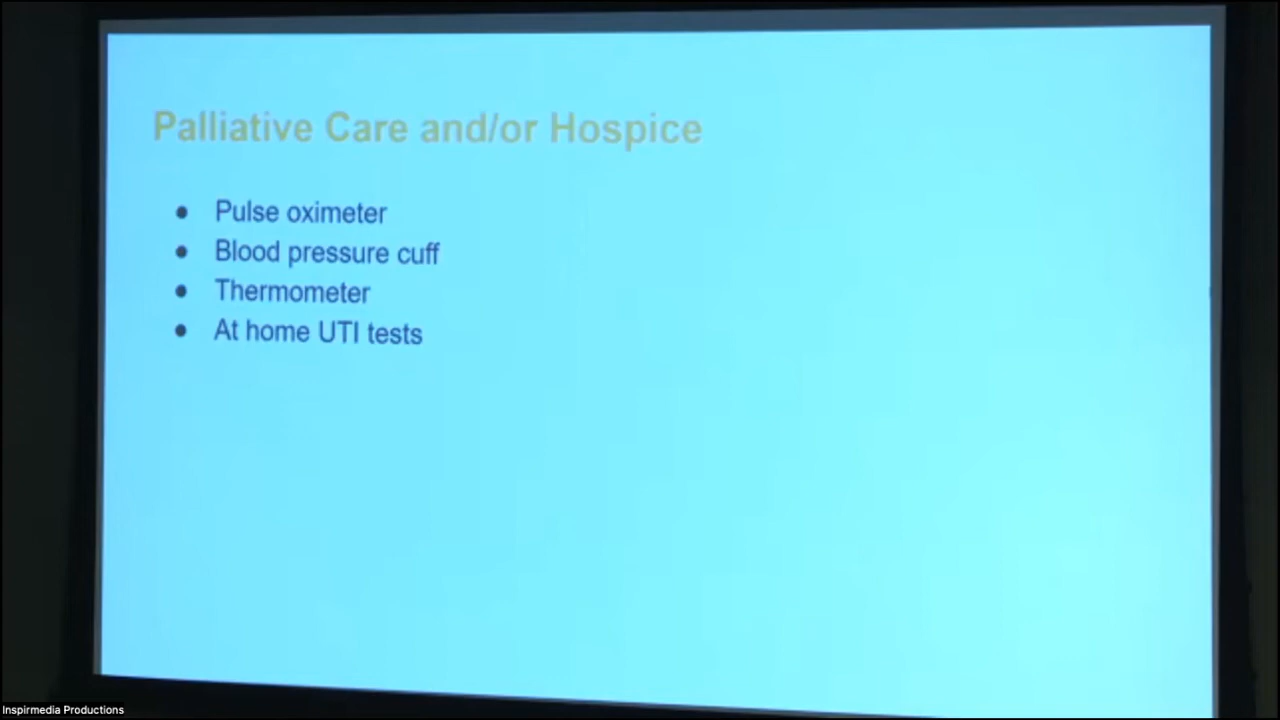 Palliative Care and/or Hospice
● Pulse oximeter
● Blood pressure cuff
● Thermometer
● At home UTI tests
Inspirmedia Productions